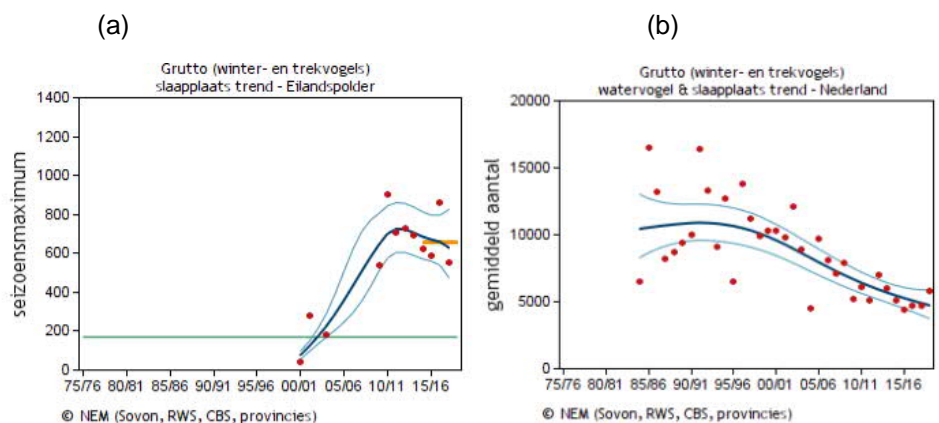 (a)
Grutto (winter- en trekvogels)
slaapplaats trend - Eilandspolder
seizoensmaximum
1400
1200
1000
800
600
400
200
0
75/76 80/81 85/86 90/91 95/96 00/01 05/06 10/11 15/16
© NEM (Sovon, RWS, CBS, provincies)
(b)
Grutto (winter- en trekvogels)
watervogel & slaapplaats trend - Nederland
gemiddeld aantal
20000
15000
10000
5000
0
75/76 80/81 85/86 90/91 95/96 00/01 05/06 10/11 15/16
© NEM (Sovon, RWS, CBS, provincies)